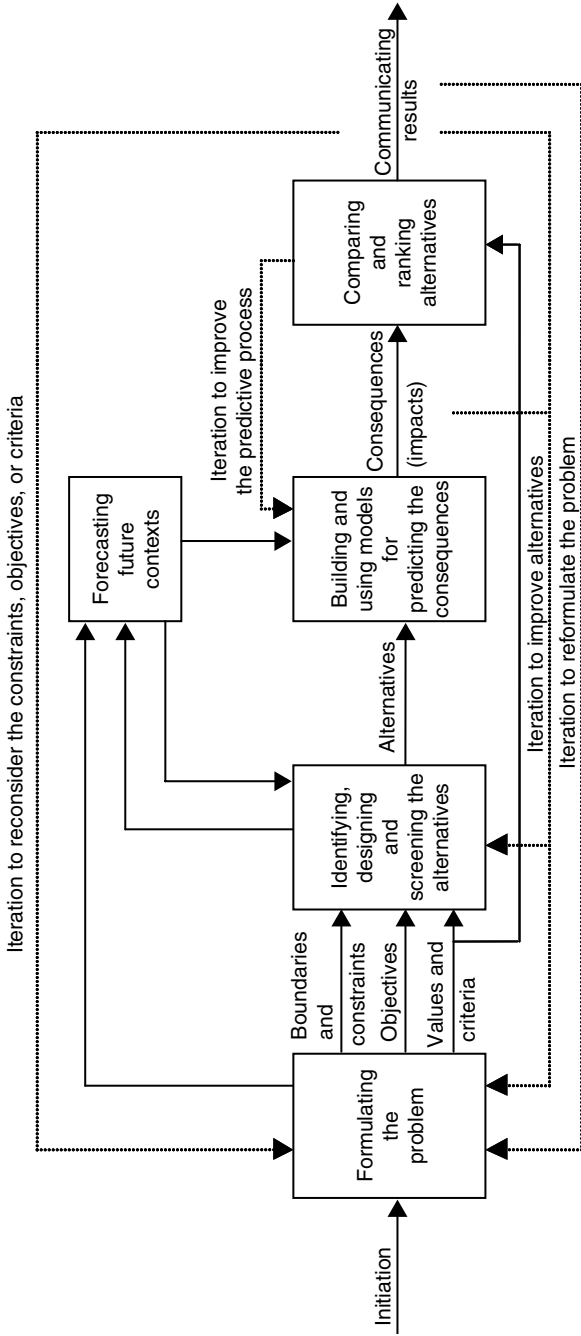 Iteration to reconsider the constraints, objectives, or criteria
Forecasting
future
contexts
Iteration to improve
the predictive process
Initiation
Formulating
the
problem
Boundaries
and
constraints
Objectives
Values and
criteria
Identifying,
designing
and
screening the
alternatives
Alternatives
Building and
using models
for
predicting the
consequences
Consequences
(impacts)
Comparing
and
ranking
alternatives
Communicating
results
Iteration to improve alternatives
Iteration to reformulate the problem